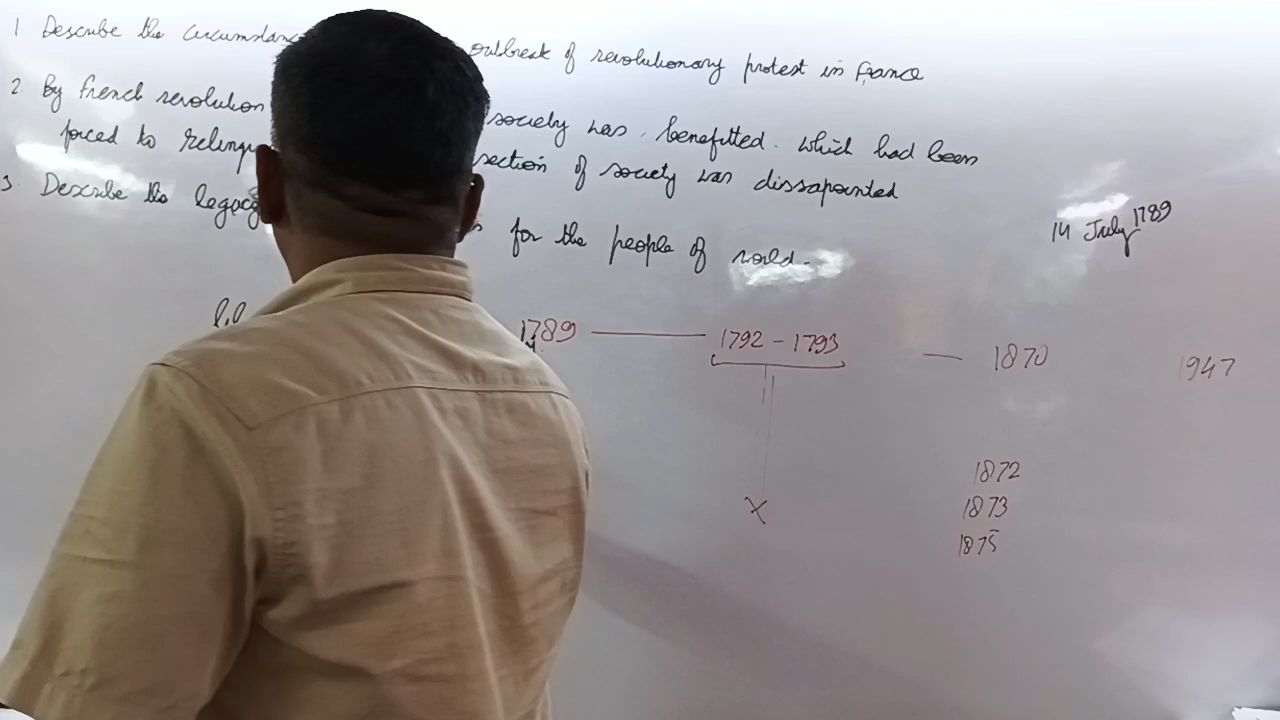 1 Describe the circumstanc outbreak of revolutionary protest in France
2 By french revolution society was benefitted. which had been
forced to relinqu section of society was dissapointed
3. Describe the legacy s for the people of world.
14 July 1789
1789 — 1792 - 1793 — 1870 1947
X
1872
1873
1875